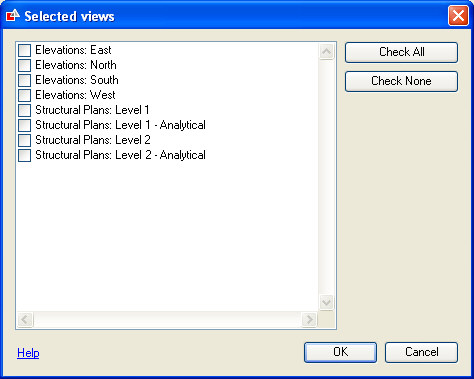 Selected views
Elevations: East
Elevations: North
Elevations: South
Elevations: West
Structural Plans: Level 1
Structural Plans: Level 1 - Analytical
Structural Plans: Level 2
Structural Plans: Level 2 - Analytical
Check All
Check None
Help
OK
Cancel